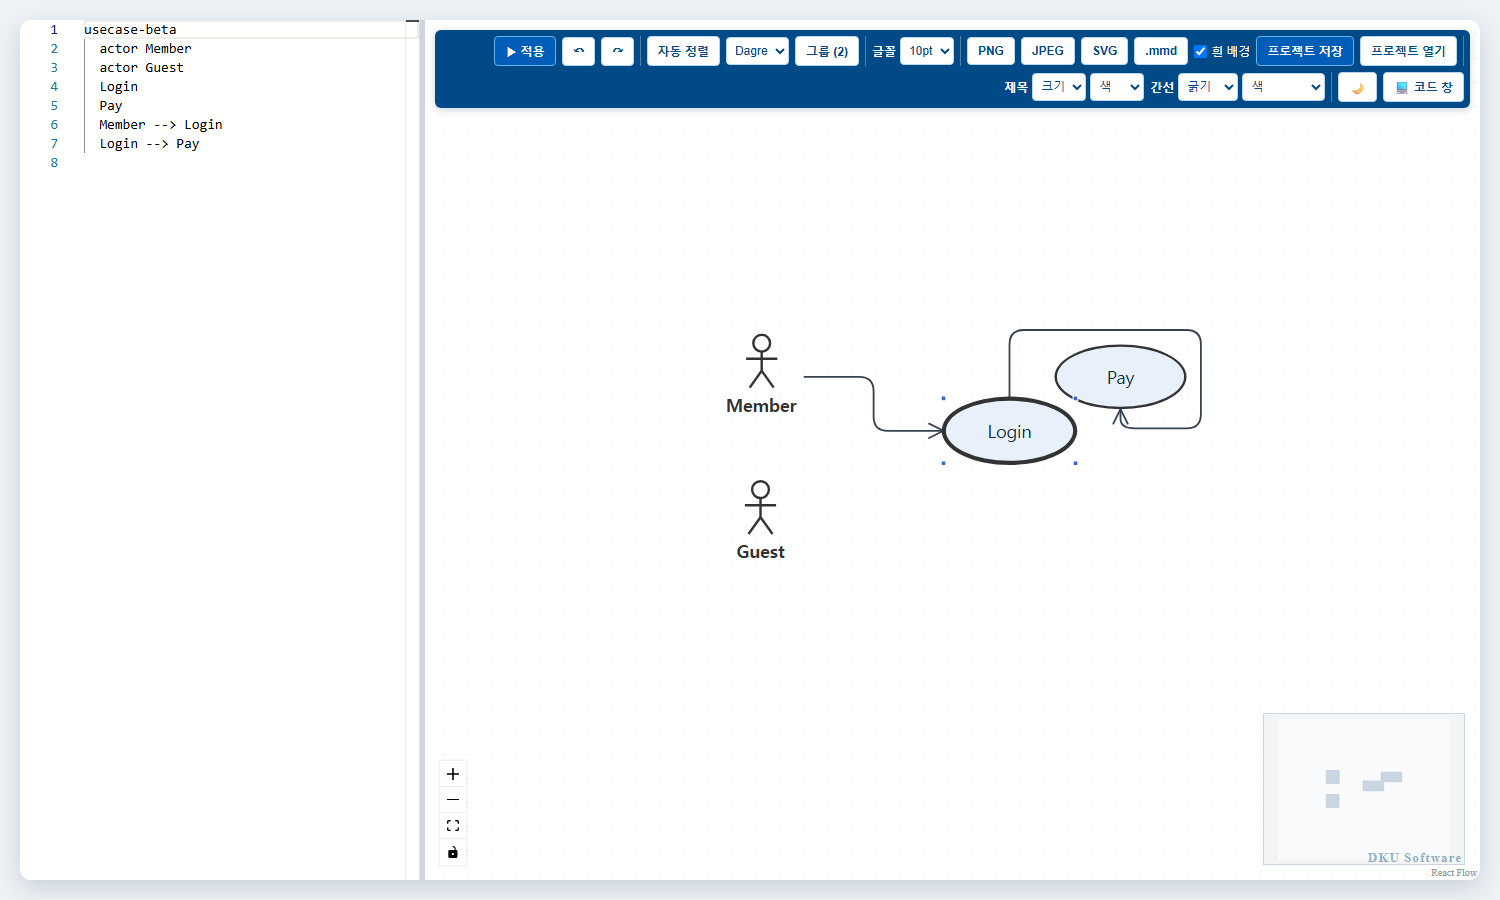 1 usecase-beta
2 actor Member
3 actor Guest
4 Login
5 Pay
6 Member --> Login
7 Login --> Pay
8
▶ 적용 ↶ ↷ 자동 정렬 Dagre 그룹 (2) 글꼴 10pt PNG JPEG SVG .mmd 흰 배경 프로젝트 저장 프로젝트 열기
제목 크기 색 간선 굵기 색 🌙 💻 코드 창
Member
Pay
Login
Guest
DKU Software
React Flow